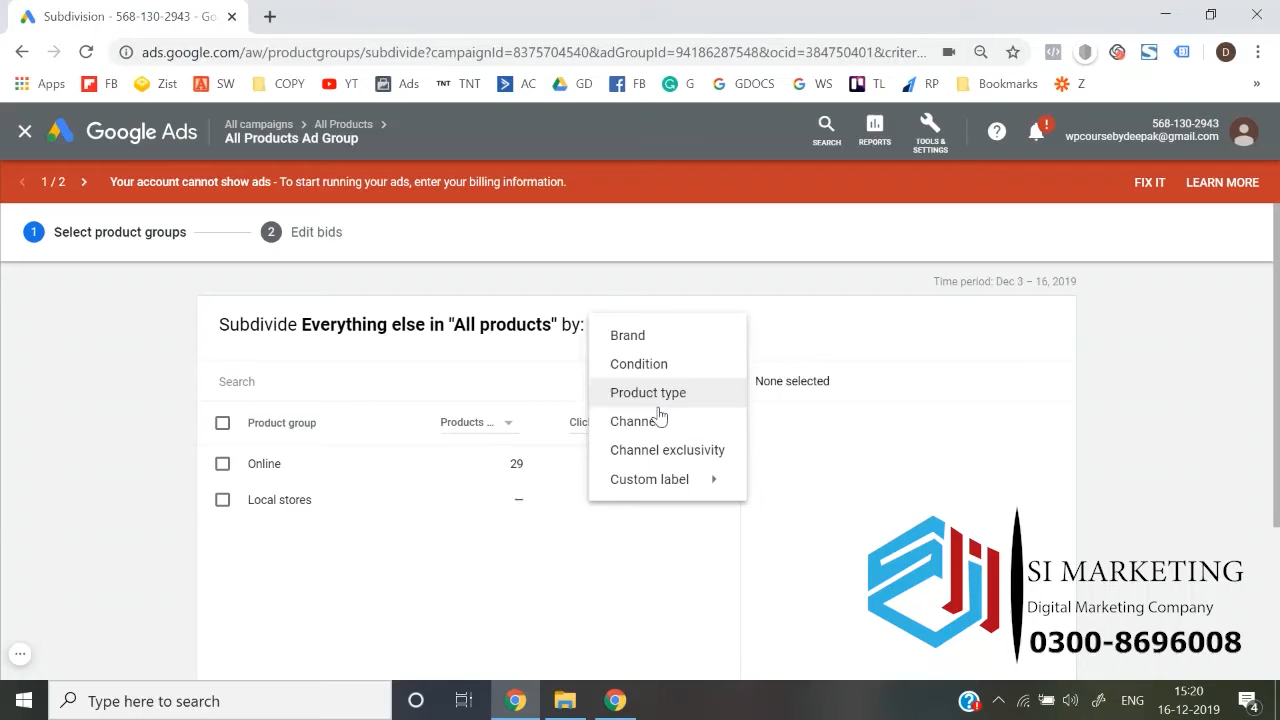 Subdivision - 568-130-2943 - Go
ads.google.com/aw/productgroups/subdivide?campaignId=8375704540&adGroupId=94186287548&ocid=384750401&criter...
Apps FB Zist SW COPY YT Ads TNT TNT AC GD FB G GDOCS WS TL RP Bookmarks Z »
Google Ads
All campaigns > All Products >
All Products Ad Group
SEARCH
REPORTS
TOOLS & SETTINGS
568-130-2943
wpcoursebydeepak@gmail.com
1 / 2
Your account cannot show ads - To start running your ads, enter your billing information.
FIX IT LEARN MORE
1 Select product groups
2 Edit bids
Time period: Dec 3 – 16, 2019
Subdivide Everything else in "All products" by:
Brand
Condition
Product type
Channel
Channel exclusivity
Custom label
Search
None selected
Product group Products ... Clic
Online 29
Local stores –
SI MARKETING
Digital Marketing Company
0300-8696008
Type here to search
ENG
15:20
16-12-2019
4